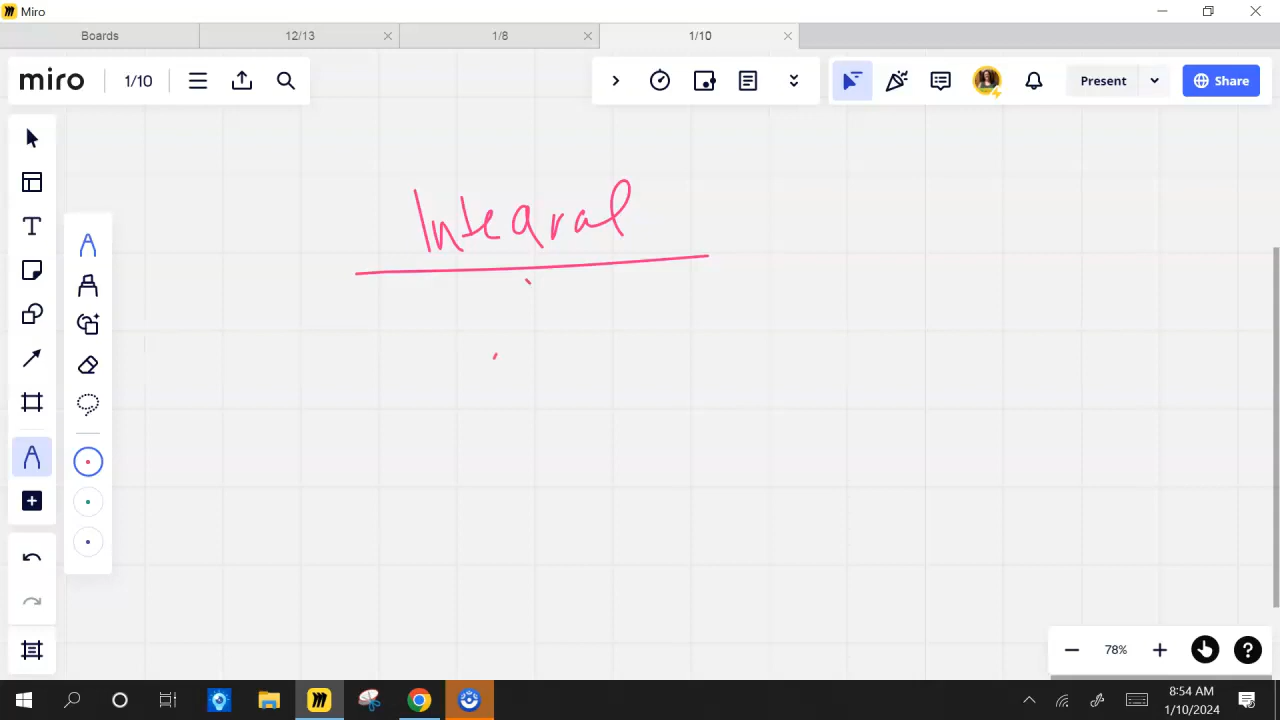 Miro
Boards 12/13 1/8 1/10
miro 1/10 Present Share
Integral
78%
8:54 AM
1/10/2024